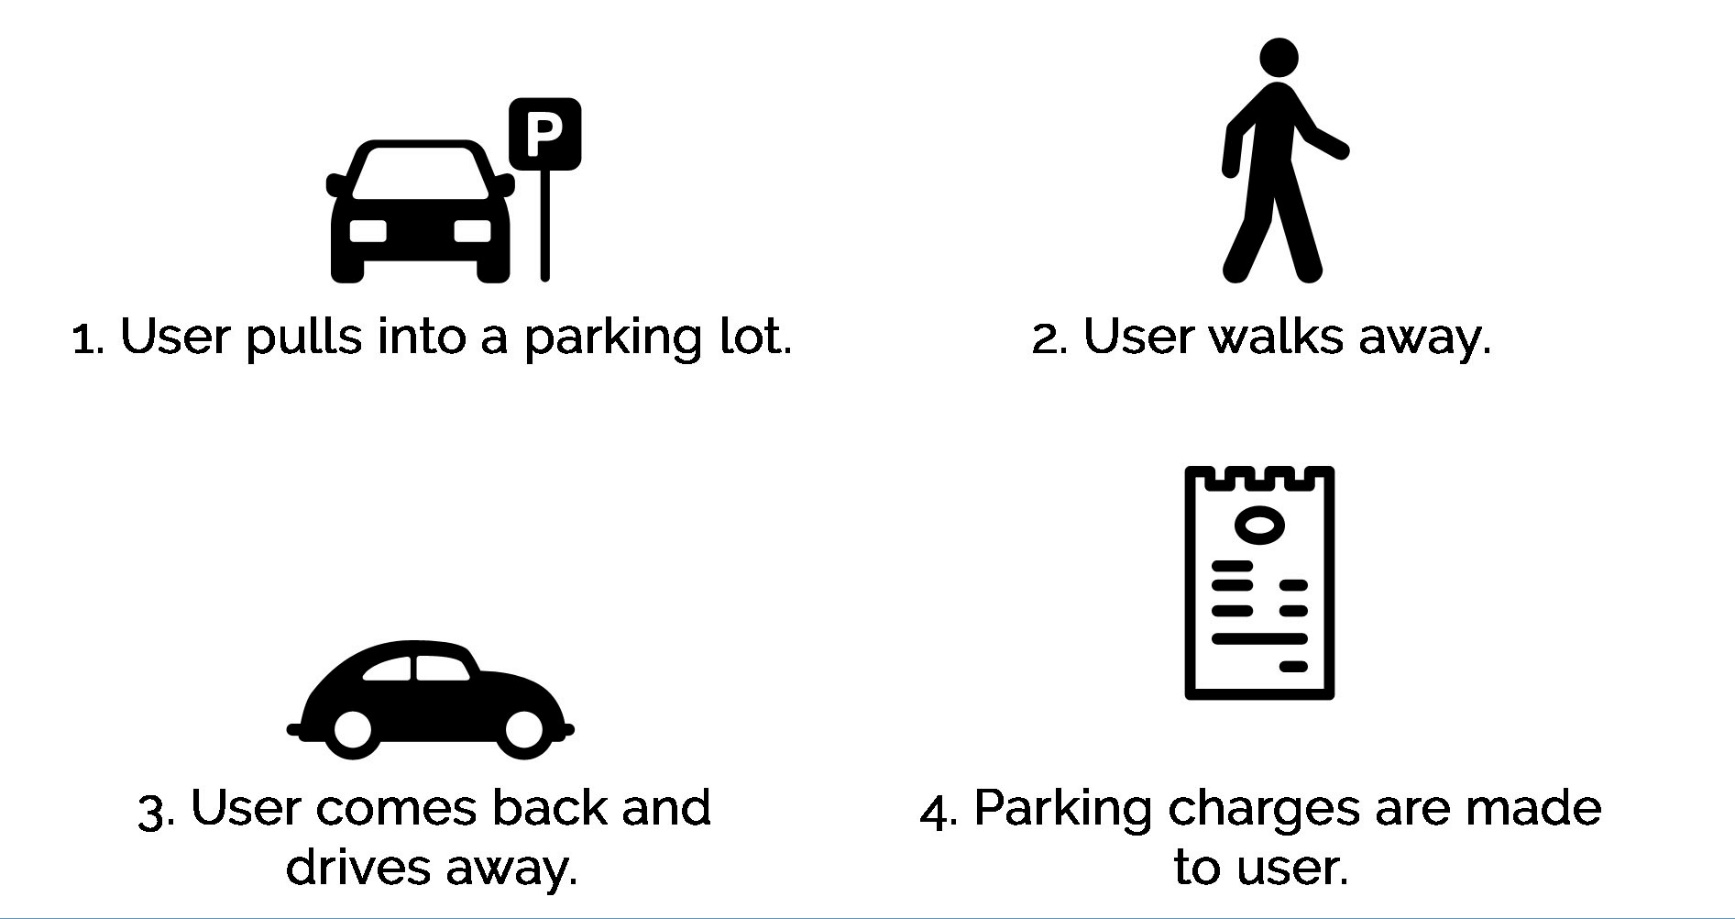 P
1. User pulls into a parking lot.
2. User walks away.
3. User comes back and
drives away.
4. Parking charges are made
to user.